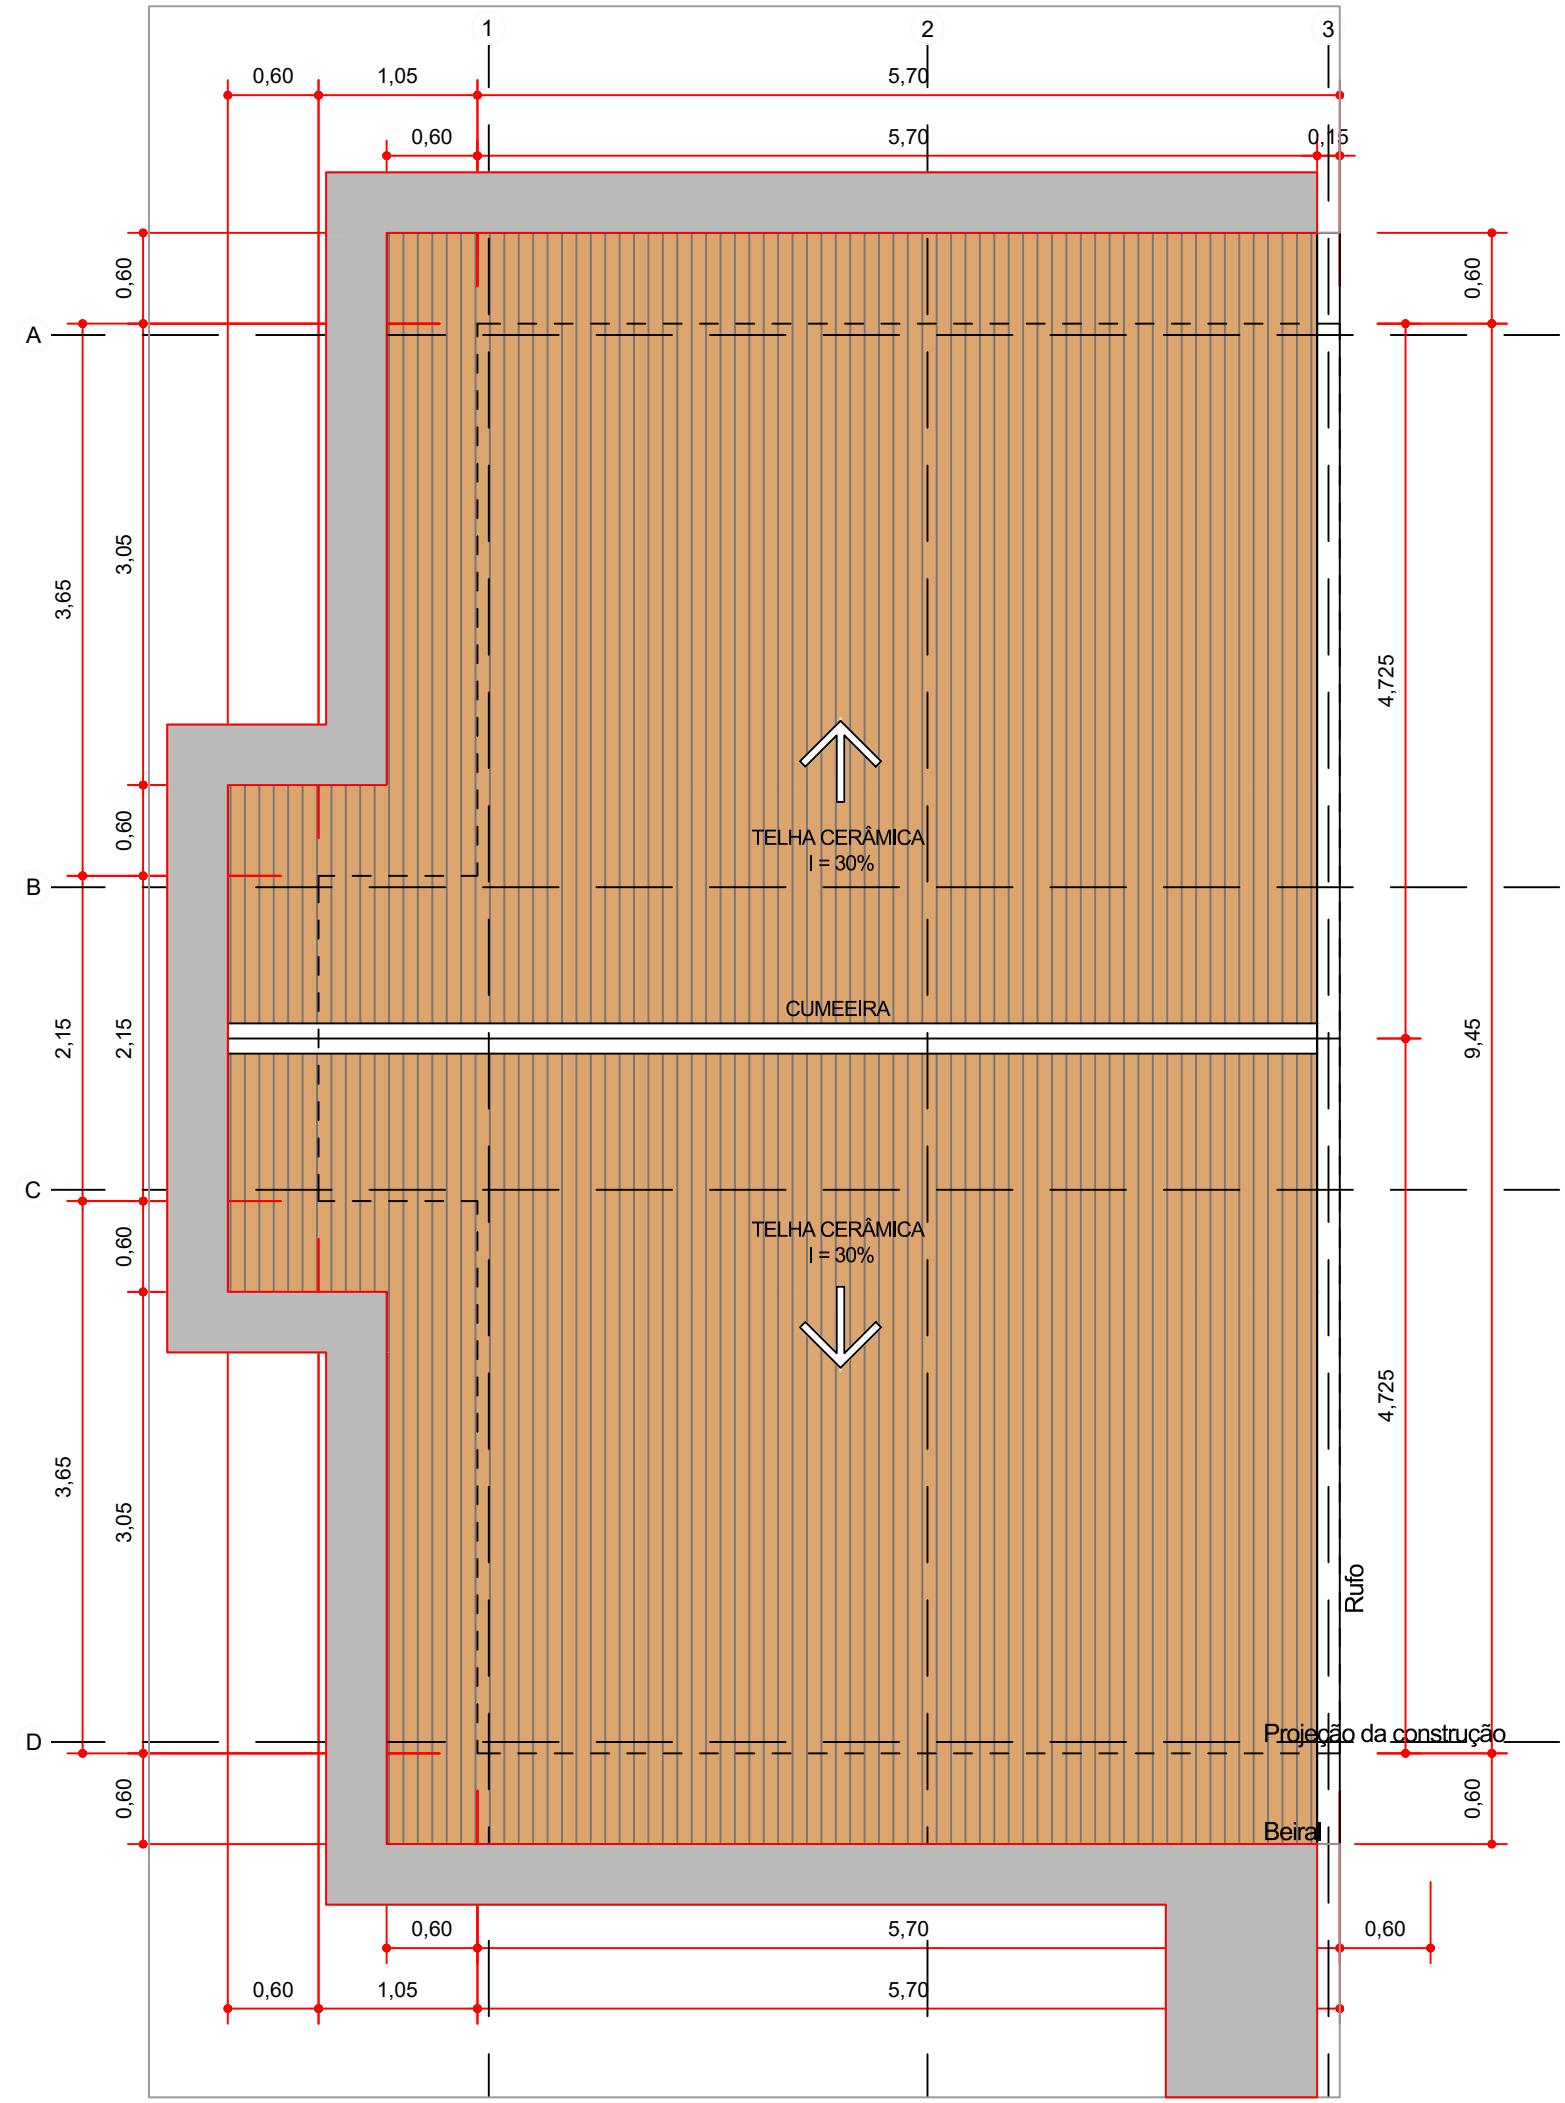 1
2
3
0,60
1,05
5,70
0,60
5,70
0,15
0,60
0,60
A
3,05
3,65
4,725
0,60
TELHA CERÂMICA
I = 30%
B
CUMEEIRA
2,15
2,15
9,45
C
0,60
TELHA CERÂMICA
I = 30%
4,725
3,65
3,05
Rufo
D
Projeção da construção
0,60
0,60
Beiral
0,60
5,70
0,60
0,60
1,05
5,70